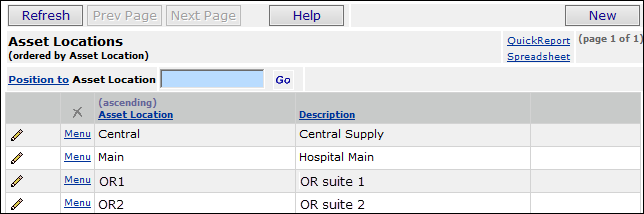 Refresh Prev Page Next Page Help New
Asset Locations QuickReport (page 1 of 1)
(ordered by Asset Location) Spreadsheet
Position to Asset Location Go
(ascending)
Asset Location Description
Menu Central Central Supply
Menu Main Hospital Main
Menu OR1 OR suite 1
Menu OR2 OR suite 2